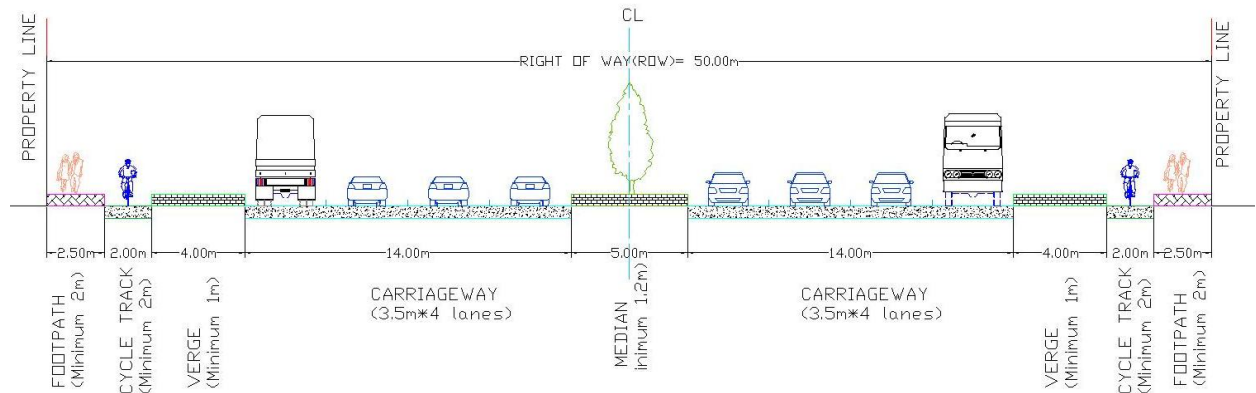 CL
PROPERTY LINE
RIGHT OF WAY(ROW)= 50.00m
PROPERTY LINE
2.50m
2.00m
4.00m
14.00m
5.00m
14.00m
4.00m
2.00m
2.50m
FOOTPATH
(Minimum 2m)
CYCLE TRACK
(Minimum 2m)
VERGE
(Minimum 1m)
CARRIAGEWAY
(3.5m*4 lanes)
MEDIAN
inimum 1.2m)
CARRIAGEWAY
(3.5m*4 lanes)
VERGE
(Minimum 1m)
CYCLE TRACK
(Minimum 2m)
FOOTPATH
(Minimum 2m)